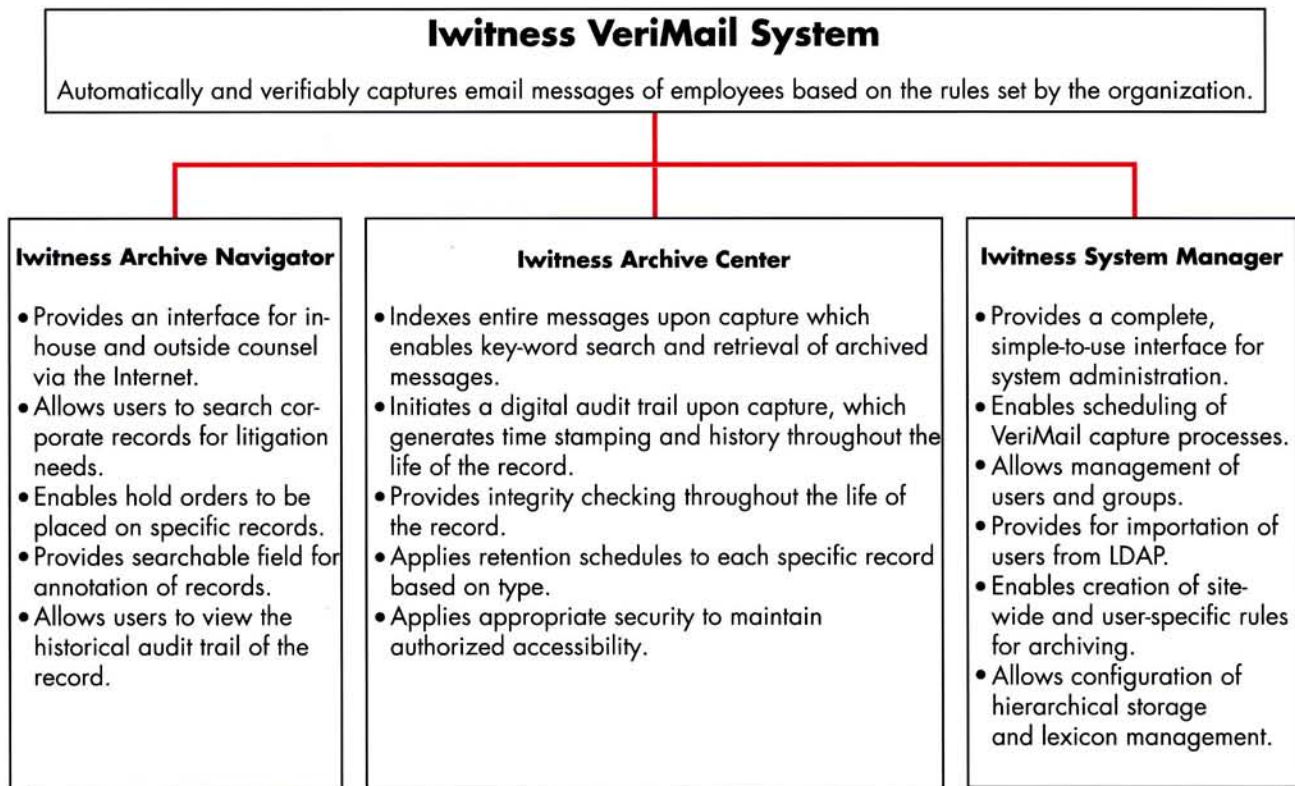 Iwitness VeriMail System
Automatically and verifiably captures email messages of employees based on the rules set by the organization.
Iwitness Archive Navigator
• Provides an interface for in-
house and outside counsel
via the Internet.
• Allows users to search cor-
porate records for litigation
needs.
• Enables hold orders to be
placed on specific records.
• Provides searchable field for
annotation of records.
• Allows users to view the
historical audit trail of the
record.
Iwitness Archive Center
• Indexes entire messages upon capture which
enables key-word search and retrieval of archived
messages.
• Initiates a digital audit trail upon capture, which
generates time stamping and history throughout the
life of the record.
• Provides integrity checking throughout the life of
the record.
• Applies retention schedules to each specific record
based on type.
• Applies appropriate security to maintain
authorized accessibility.
Iwitness System Manager
• Provides a complete,
simple-to-use interface for
system administration.
• Enables scheduling of
VeriMail capture processes.
• Allows management of
users and groups.
• Provides for importation of
users from LDAP.
• Enables creation of site-
wide and user-specific rules
for archiving.
• Allows configuration of
hierarchical storage
and lexicon management.